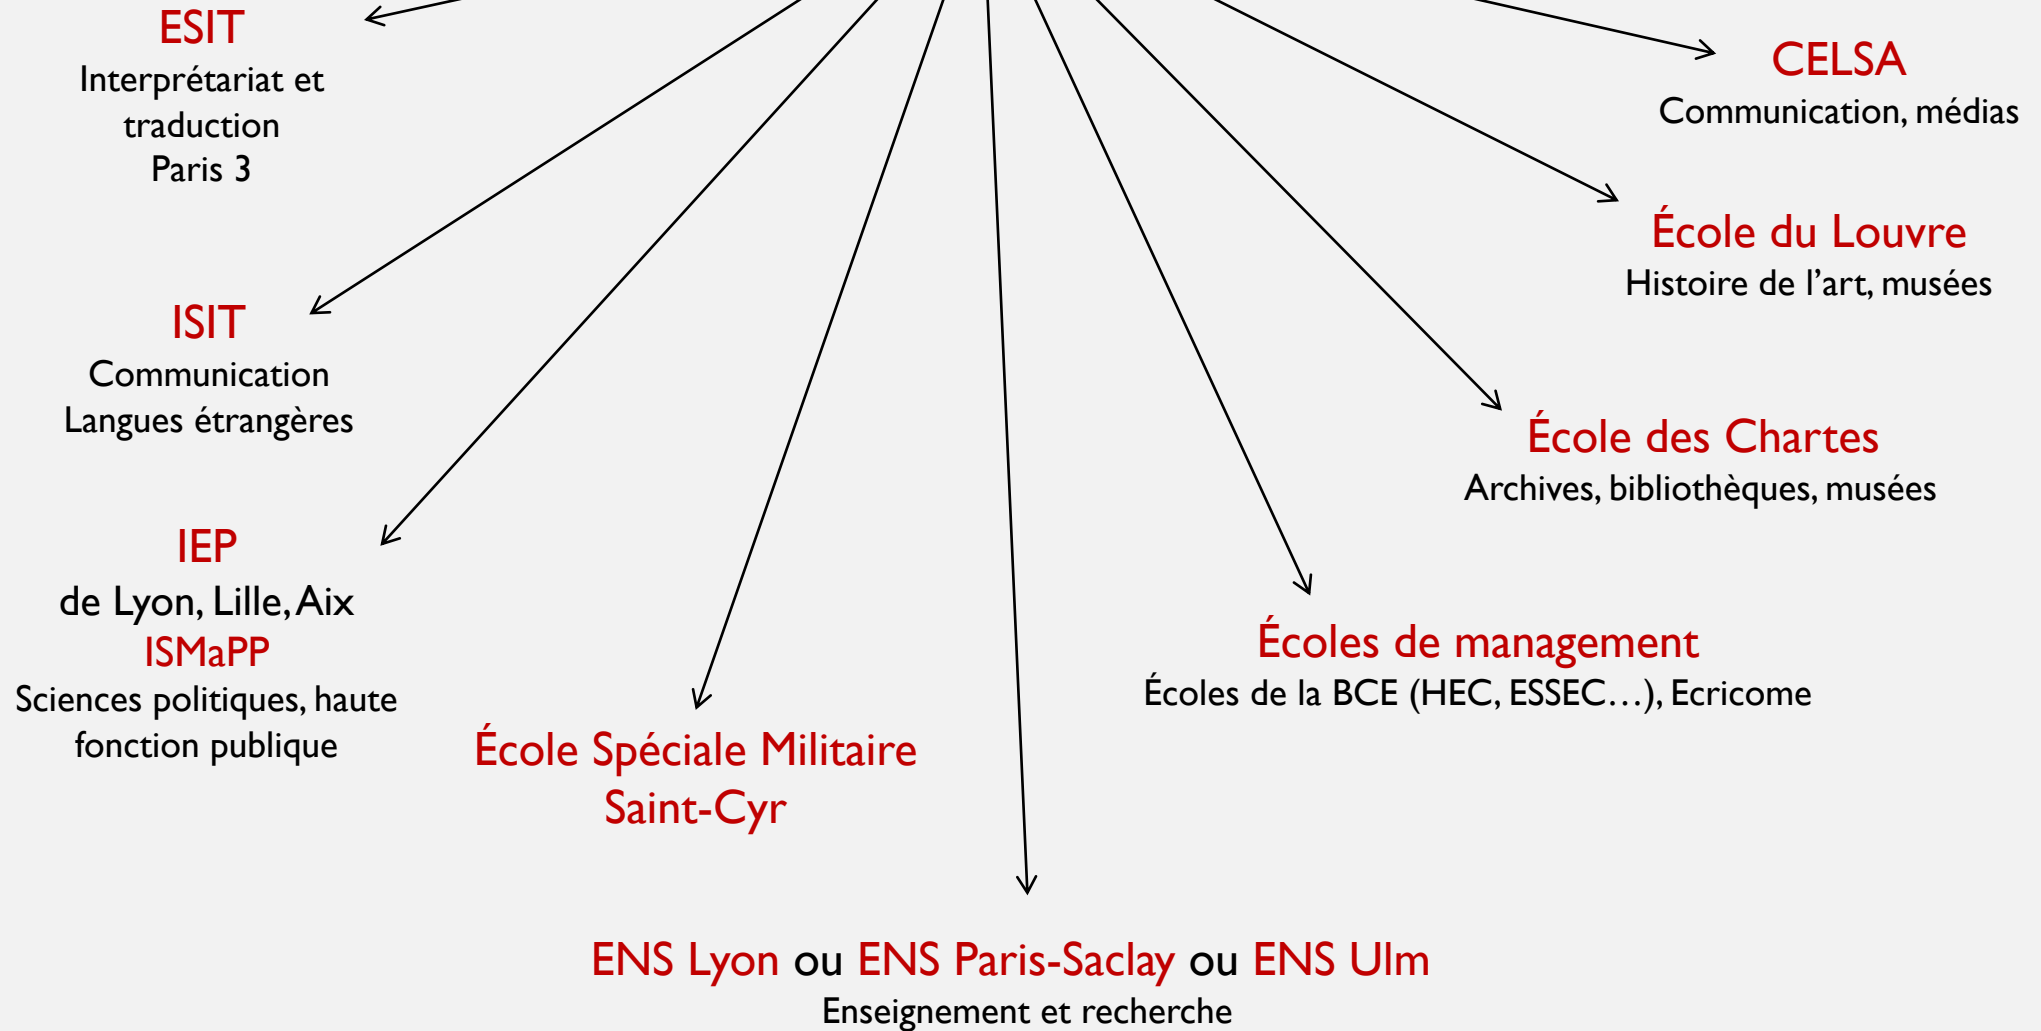 ESIT
Interprétariat et
traduction
Paris 3
CELSA
Communication, médias
École du Louvre
Histoire de l’art, musées
ISIT
Communication
Langues étrangères
École des Chartes
Archives, bibliothèques, musées
IEP
de Lyon, Lille, Aix
ISMaPP
Sciences politiques, haute
fonction publique
Écoles de management
Écoles de la BCE (HEC, ESSEC…), Ecricome
École Spéciale Militaire
Saint-Cyr
ENS Lyon ou ENS Paris-Saclay ou ENS Ulm
Enseignement et recherche